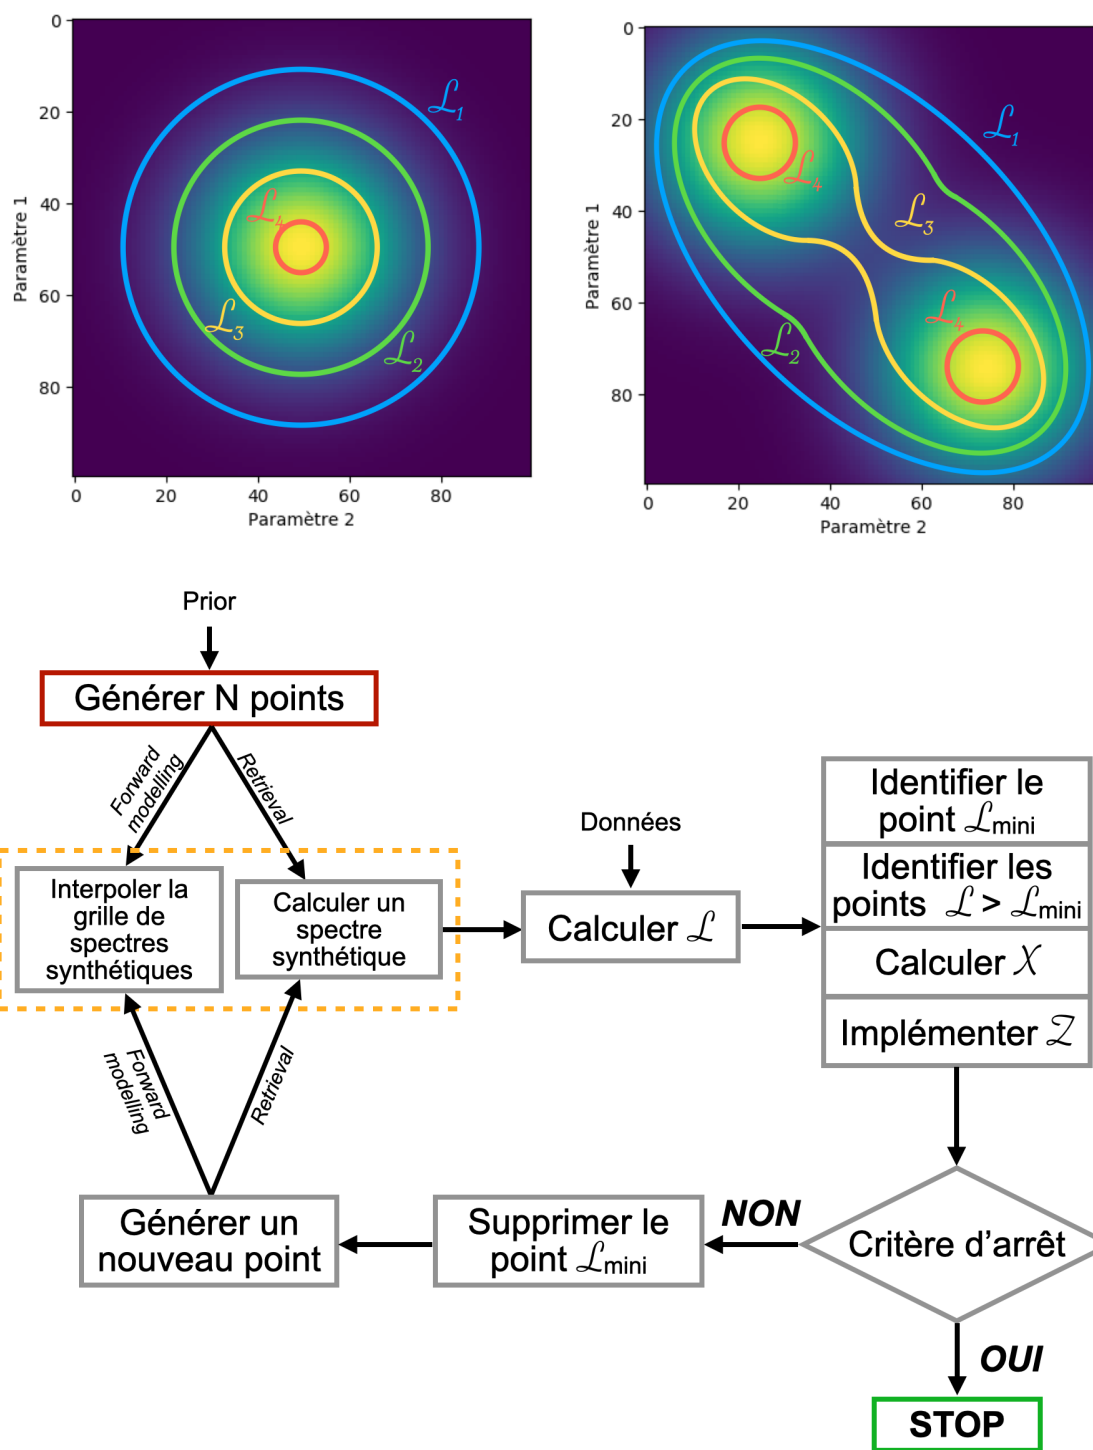 0
20
40
60
80
Paramètre 1
0
20
40
60
80
Paramètre 2
ℒ1
ℒ2
ℒ3
ℒ4
0
20
40
60
80
Paramètre 1
0
20
40
60
80
Paramètre 2
ℒ1
ℒ4
ℒ3
ℒ4
ℒ2
Prior
Générer N points
Forward
modelling
Retrieval
Interpoler la
grille de
spectres
synthétiques
Calculer un
spectre
synthétique
Données
Calculer ℒ
Identifier le
point ℒmini
Identifier les
points ℒ > ℒmini
Calculer 𝒳
Implémenter 𝒵
Forward
modelling
Retrieval
Générer un
nouveau point
Supprimer le
point ℒmini
NON
Critère d'arrêt
OUI
STOP